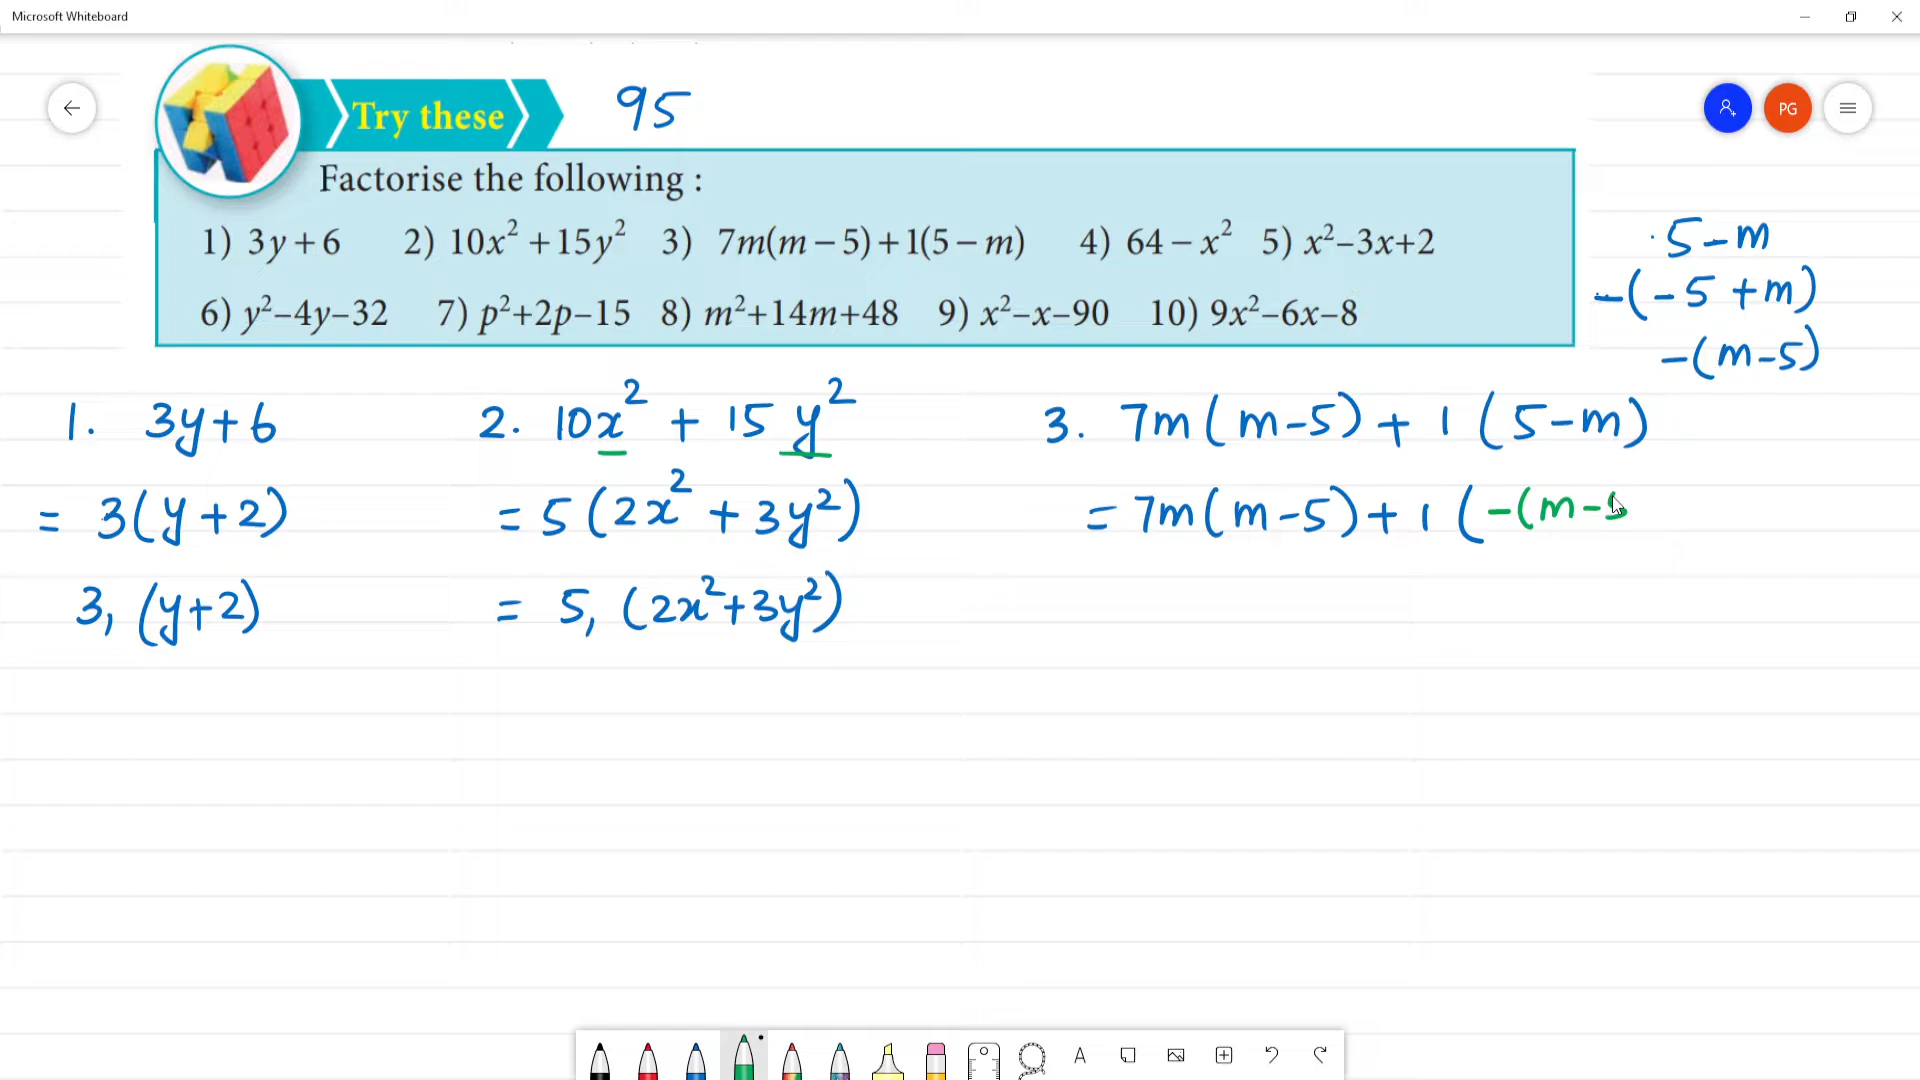 Microsoft Whiteboard
Try these
95
PG
Factorise the following :
1) 3y+6 2) 10x² +15y² 3) 7m(m−5)+1(5−m) 4) 64−x² 5) x²–3x+2
6) y²–4y–32 7) p²+2p–15 8) m²+14m+48 9) x²–x–90 10) 9x²–6x–8
5-m
-(-5+m)
-(m-5)
1. 3y+6
= 3(y+2)
3, (y+2)
2. 10x² + 15y²
= 5(2x² + 3y²)
= 5, (2x²+3y²)
3. 7m(m-5)+1(5-m)
= 7m(m-5)+1(-(m-5
A